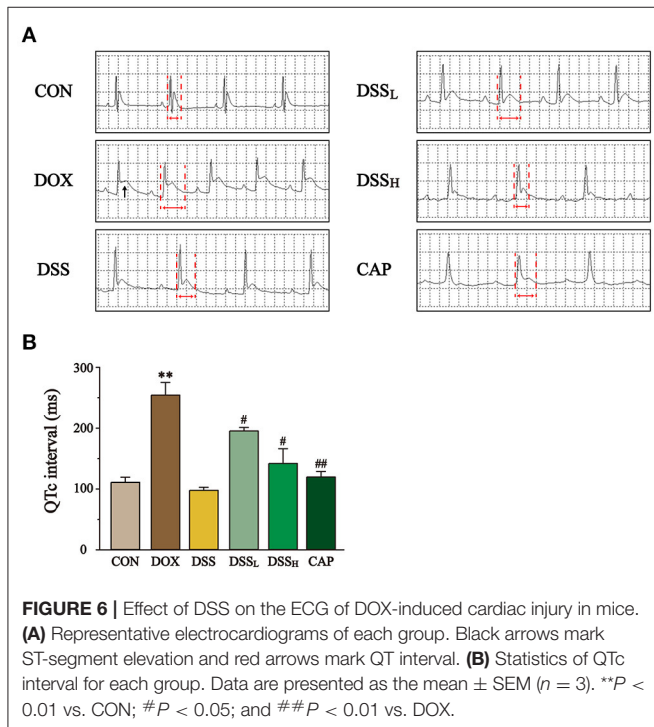 A
CON
DSSL
DOX
DSSH
DSS
CAP
B
QTc interval (ms)
300
200
100
0
**
#
#
##
CON DOX DSS DSSL DSSH CAP
FIGURE 6 | Effect of DSS on the ECG of DOX-induced cardiac injury in mice.
(A) Representative electrocardiograms of each group. Black arrows mark
ST-segment elevation and red arrows mark QT interval. (B) Statistics of QTc
interval for each group. Data are presented as the mean ± SEM (n = 3). **P <
0.01 vs. CON; #P < 0.05; and ##P < 0.01 vs. DOX.